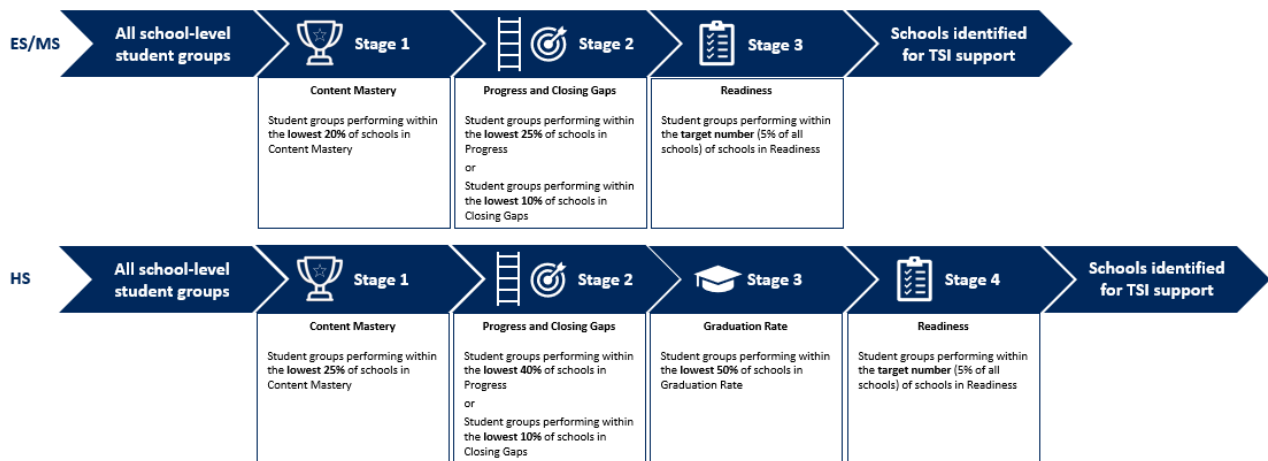 ES/MS
All school-level
student groups
Stage 1
Stage 2
Stage 3
Schools identified
for TSI support
Content Mastery
Student groups performing within
the lowest 20% of schools in
Content Mastery
Progress and Closing Gaps
Student groups performing within
the lowest 25% of schools in
Progress
or
Student groups performing within
the lowest 10% of schools in
Closing Gaps
Readiness
Student groups performing within
the target number (5% of all
schools) of schools in Readiness
HS
All school-level
student groups
Stage 1
Stage 2
Stage 3
Stage 4
Schools identified
for TSI support
Content Mastery
Student groups performing within
the lowest 25% of schools in
Content Mastery
Progress and Closing Gaps
Student groups performing within
the lowest 40% of schools in
Progress
or
Student groups performing within
the lowest 10% of schools in
Closing Gaps
Graduation Rate
Student groups performing within
the lowest 50% of schools in
Graduation Rate
Readiness
Student groups performing within
the target number (5% of all
schools) of schools in Readiness